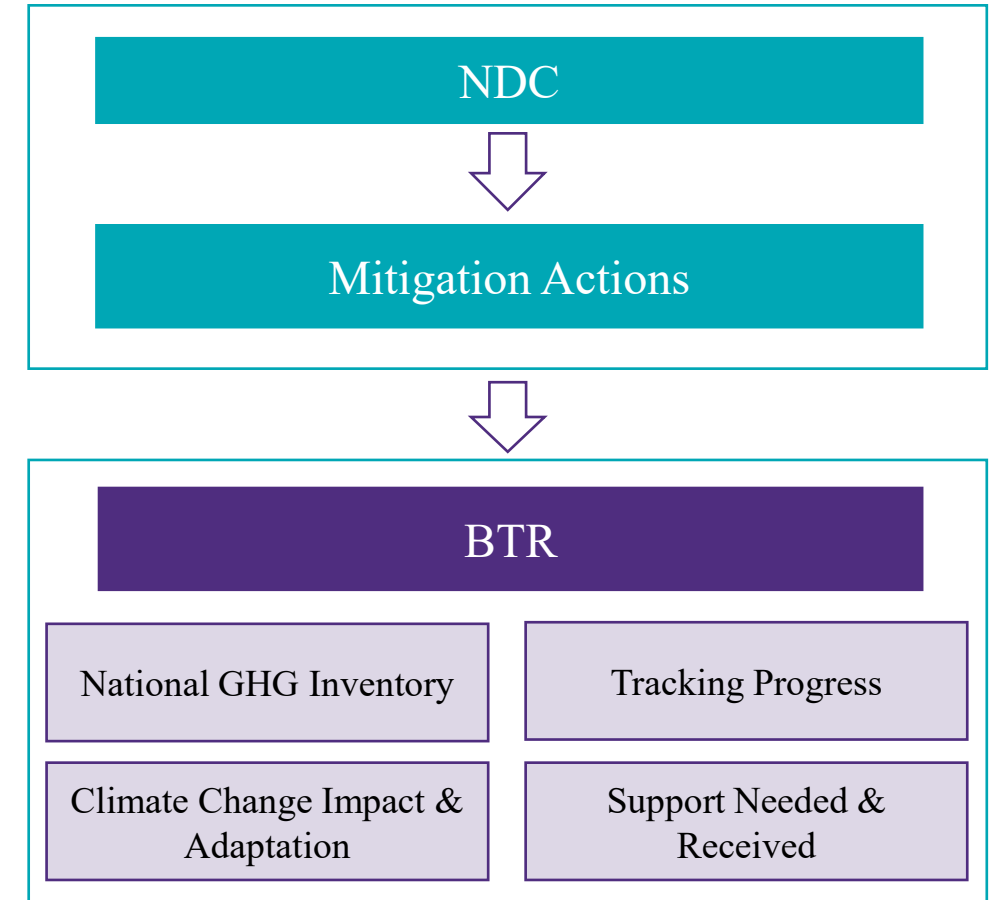 NDC
Mitigation Actions
BTR
National GHG Inventory
Tracking Progress
Climate Change Impact &
Adaptation
Support Needed &
Received